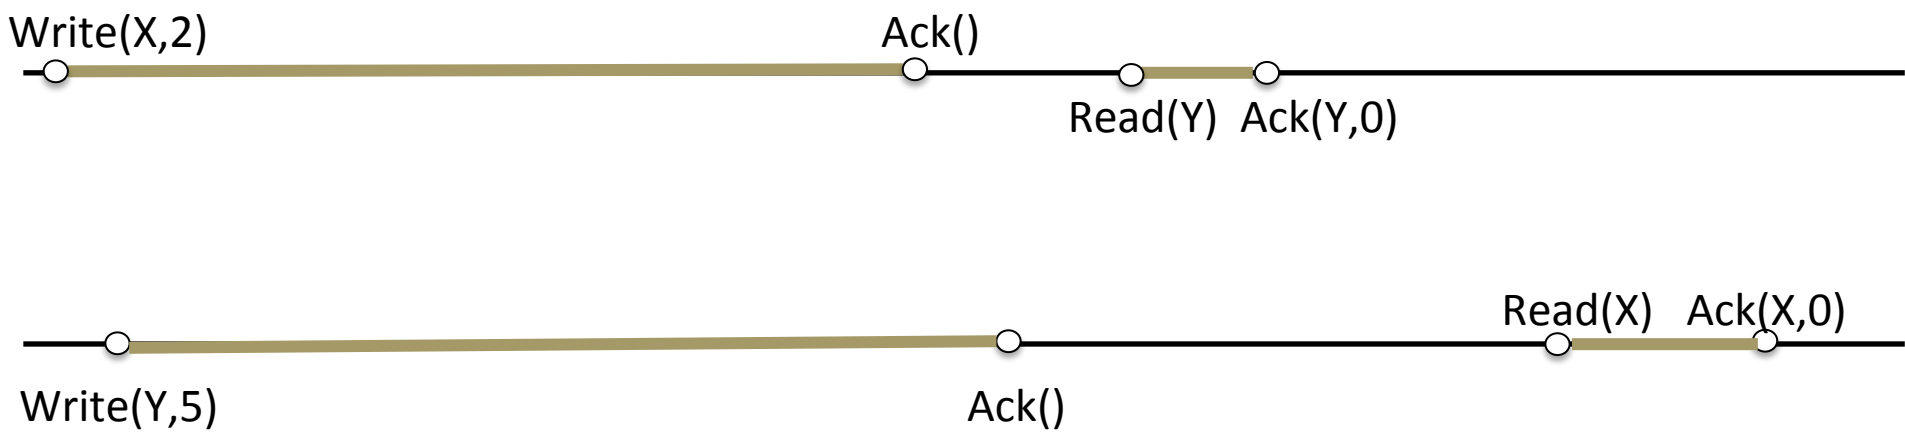 Write(X,2)
Ack()
Read(Y)
Ack(Y,0)
Read(X)
Ack(X,0)
Write(Y,5)
Ack()